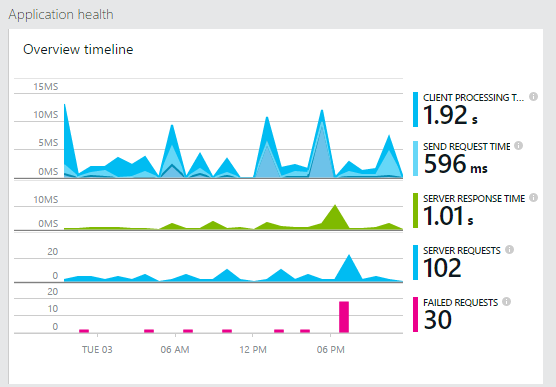 Application health
Overview timeline
15MS
10MS
5MS
0MS
CLIENT PROCESSING T...
1.92 s
SEND REQUEST TIME
596 ms
10MS
0MS
SERVER RESPONSE TIME
1.01 s
20
0
SERVER REQUESTS
102
20
10
0
FAILED REQUESTS
30
TUE 03 06 AM 12 PM 06 PM